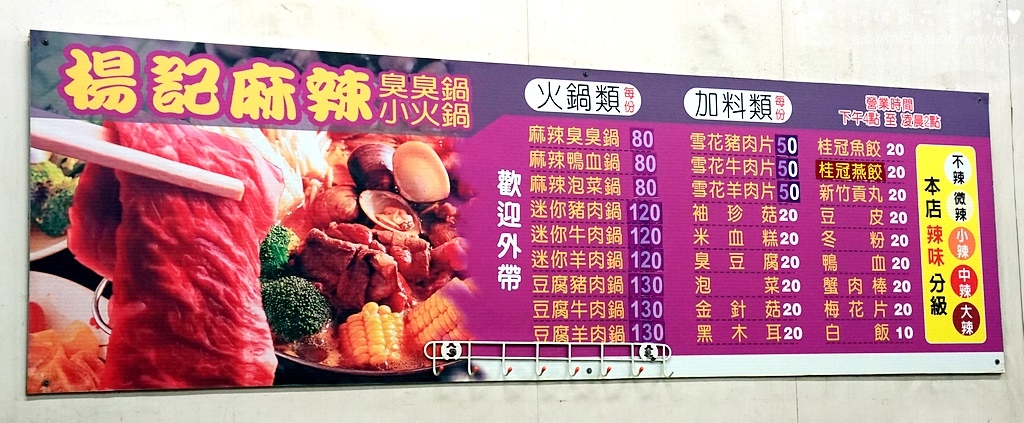 楊記麻辣 臭臭鍋
小火鍋
歡迎外帶
火鍋類 每份
麻辣臭臭鍋 80
麻辣鴨血鍋 80
麻辣泡菜鍋 80
迷你豬肉鍋 120
迷你牛肉鍋 120
迷你羊肉鍋 120
豆腐豬肉鍋 130
豆腐牛肉鍋 130
豆腐羊肉鍋 130
加料類 每份
雪花豬肉片 50
雪花牛肉片 50
雪花羊肉片 50
袖珍菇 20
米血糕 20
臭豆腐 20
泡菜 20
金針菇 20
黑木耳 20
營業時間
下午4點 至 凌晨2點
桂冠魚餃 20
桂冠燕餃 20
新竹貢丸 20
豆皮 20
冬粉 20
鴨血 20
蟹肉棒 20
梅花片 20
白飯 10
本店辣味分級
不辣
微辣
小辣
中辣
大辣